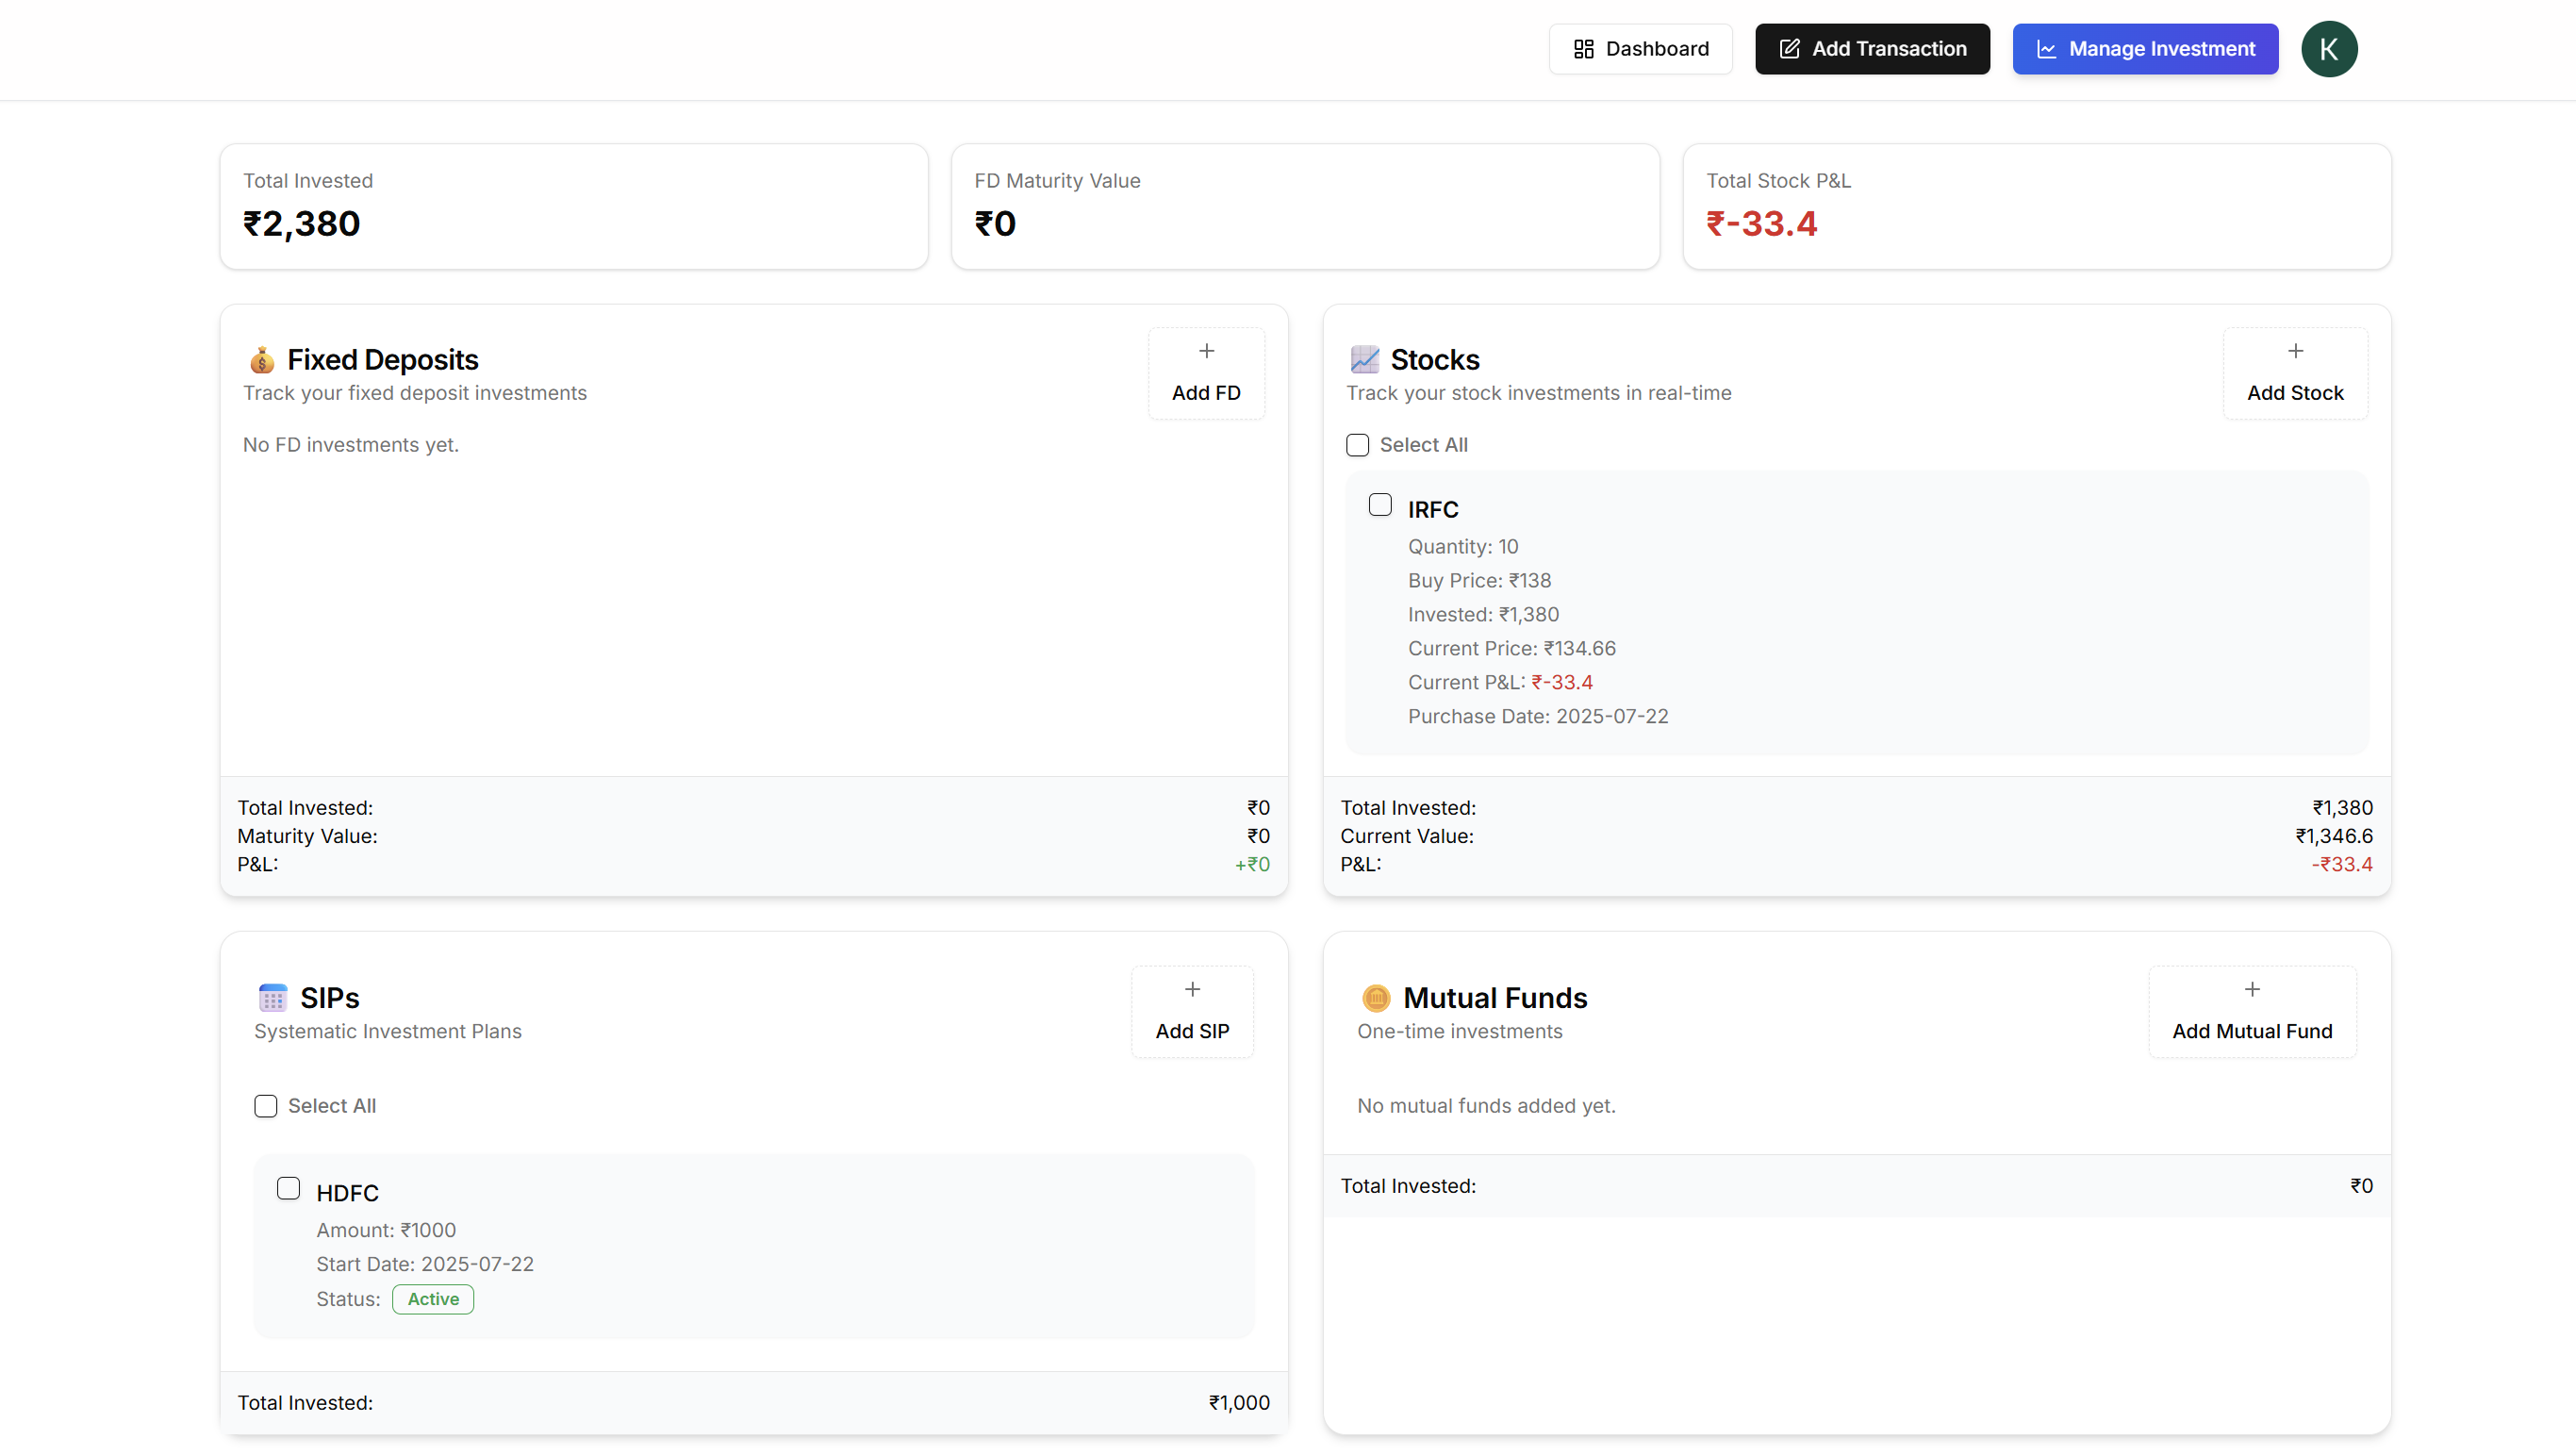 Dashboard
Add Transaction
Manage Investment
K
Total Invested
₹2,380
FD Maturity Value
₹0
Total Stock P&L
₹-33.4
Fixed Deposits
Track your fixed deposit investments
+
Add FD
No FD investments yet.
Total Invested: ₹0
Maturity Value: ₹0
P&L: +₹0
Stocks
Track your stock investments in real-time
+
Add Stock
Select All
IRFC
Quantity: 10
Buy Price: ₹138
Invested: ₹1,380
Current Price: ₹134.66
Current P&L: ₹-33.4
Purchase Date: 2025-07-22
Total Invested: ₹1,380
Current Value: ₹1,346.6
P&L: -₹33.4
SIPs
Systematic Investment Plans
+
Add SIP
Select All
HDFC
Amount: ₹1000
Start Date: 2025-07-22
Status: Active
Total Invested: ₹1,000
Mutual Funds
One-time investments
+
Add Mutual Fund
No mutual funds added yet.
Total Invested: ₹0